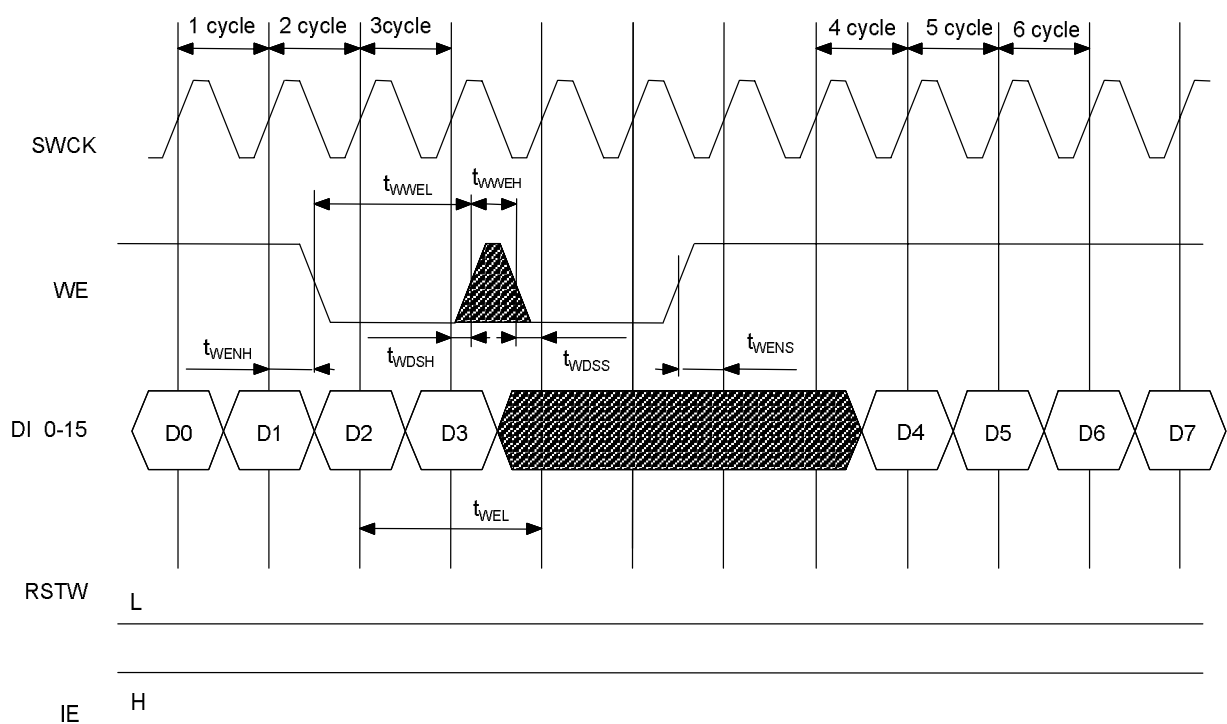 1 cycle 2 cycle 3cycle 4 cycle 5 cycle 6 cycle
SWCK
tWWEL tWWEH
WE
tWENH tWDSH tWDSS tWENS
DI 0-15 D0 D1 D2 D3 D4 D5 D6 D7
tWEL
RSTW L
IE H